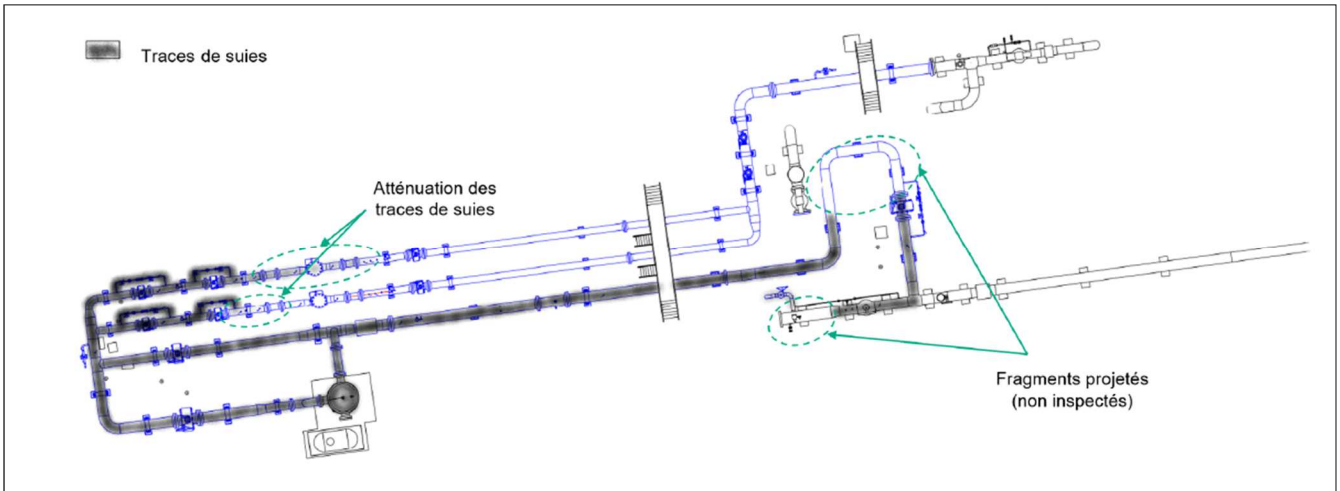 Traces de suies
Atténuation des
traces de suies
Fragments projetés
(non inspectés)